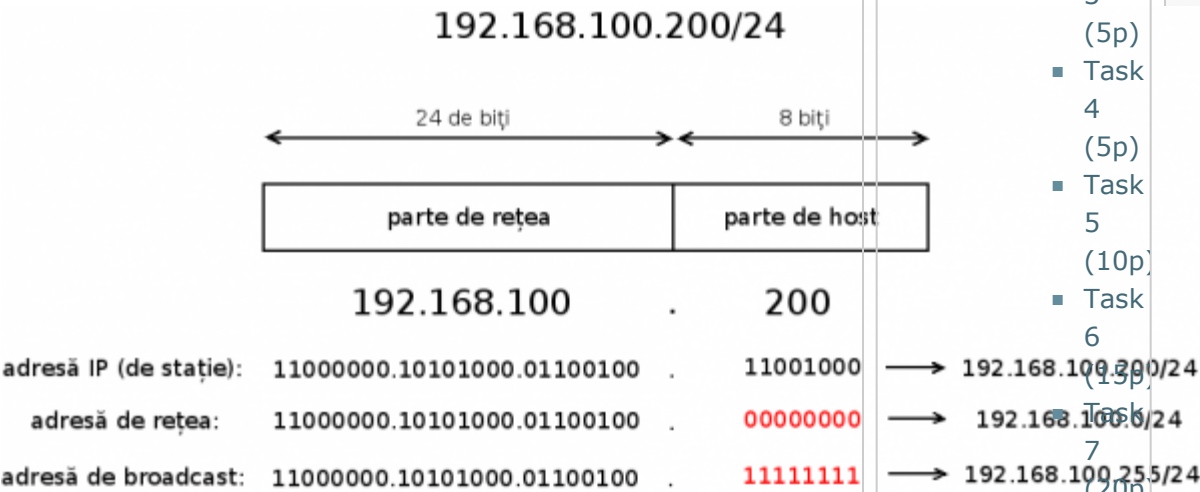 192.168.100.200/24
24 de biți 8 biți
parte de rețea parte de host
192.168.100 . 200
adresă IP (de stație): 11000000.10101000.01100100 . 11001000 192.168.100.200/24
adresă de rețea: 11000000.10101000.01100100 . 00000000 192.168.100.0/24
adresă de broadcast: 11000000.10101000.01100100 . 11111111 192.168.100.255/24
(5p)
Task
4
(5p)
Task
5
(10p)
Task
6
(15p)
Task
7
(20p